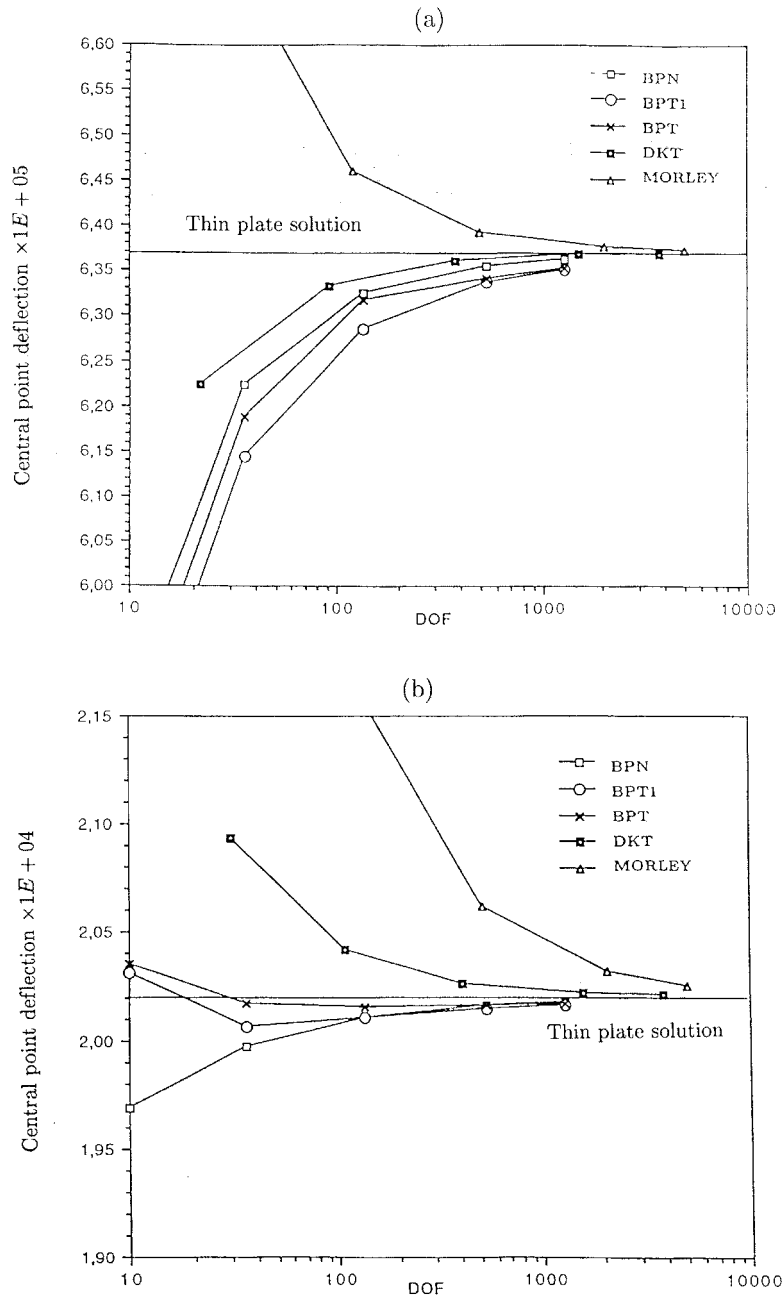 (a)
Central point deflection ×1E + 05
6,60
6,55
6,50
6,45
6,40
6,35
6,30
6,25
6,20
6,15
6,10
6,05
6,00
BPN
BPT1
BPT
DKT
MORLEY
Thin plate solution
10
100
1000
10000
DOF
(b)
Central point deflection ×1E + 04
2,15
2,10
2,05
2,00
1,95
1,90
BPN
BPT1
BPT
DKT
MORLEY
Thin plate solution
10
100
1000
10000
DOF